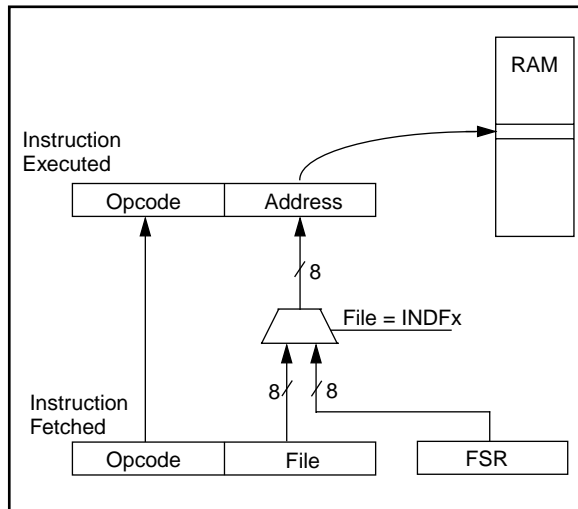 RAM
Instruction
Executed
Opcode Address
8
File = INDFx
8 8
Instruction
Fetched
Opcode File FSR